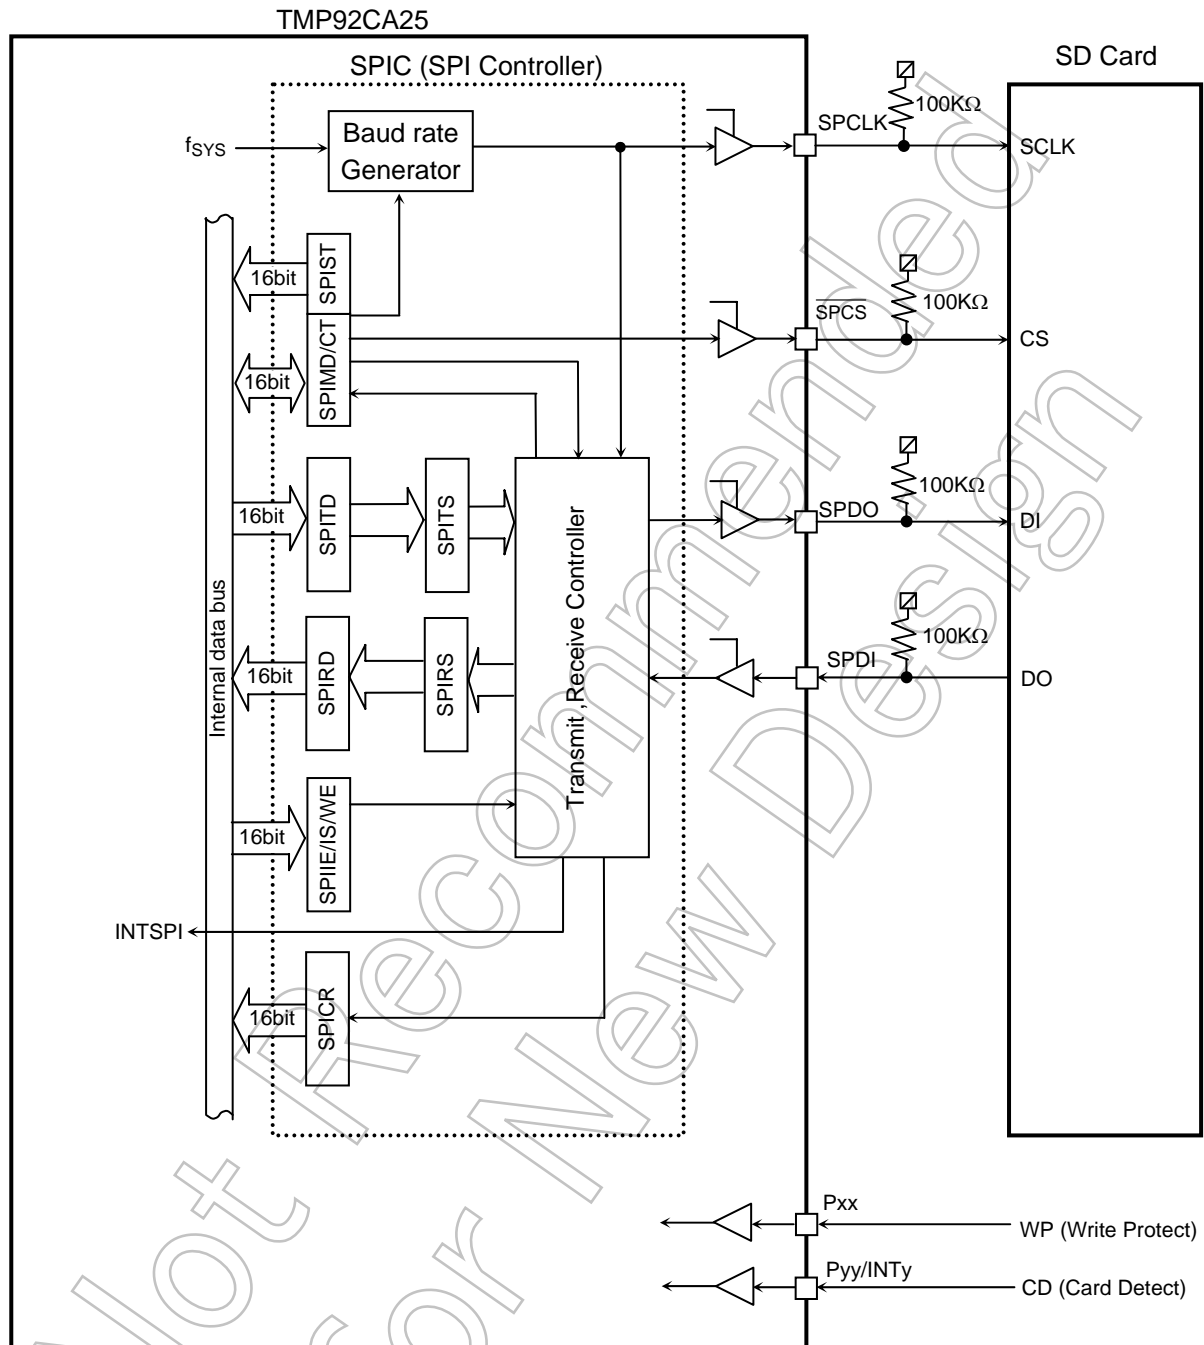 TMP92CA25
SPIC (SPI Controller)
SD Card
100KΩ
SPCLK
fSYS
Baud rate
Generator
SCLK
SPIST
16bit
100KΩ
SPCS
CS
SPIMD/CT
16bit
100KΩ
SPDO
DI
16bit
SPITD
SPITS
Transmit ,Receive Controller
Internal data bus
100KΩ
SPDI
DO
16bit
SPIRD
SPIRS
16bit
SPIIE/IS/WE
INTSPI
16bit
SPICR
Pxx
WP (Write Protect)
Pyy/INTy
CD (Card Detect)
Not Recommended
for New Design